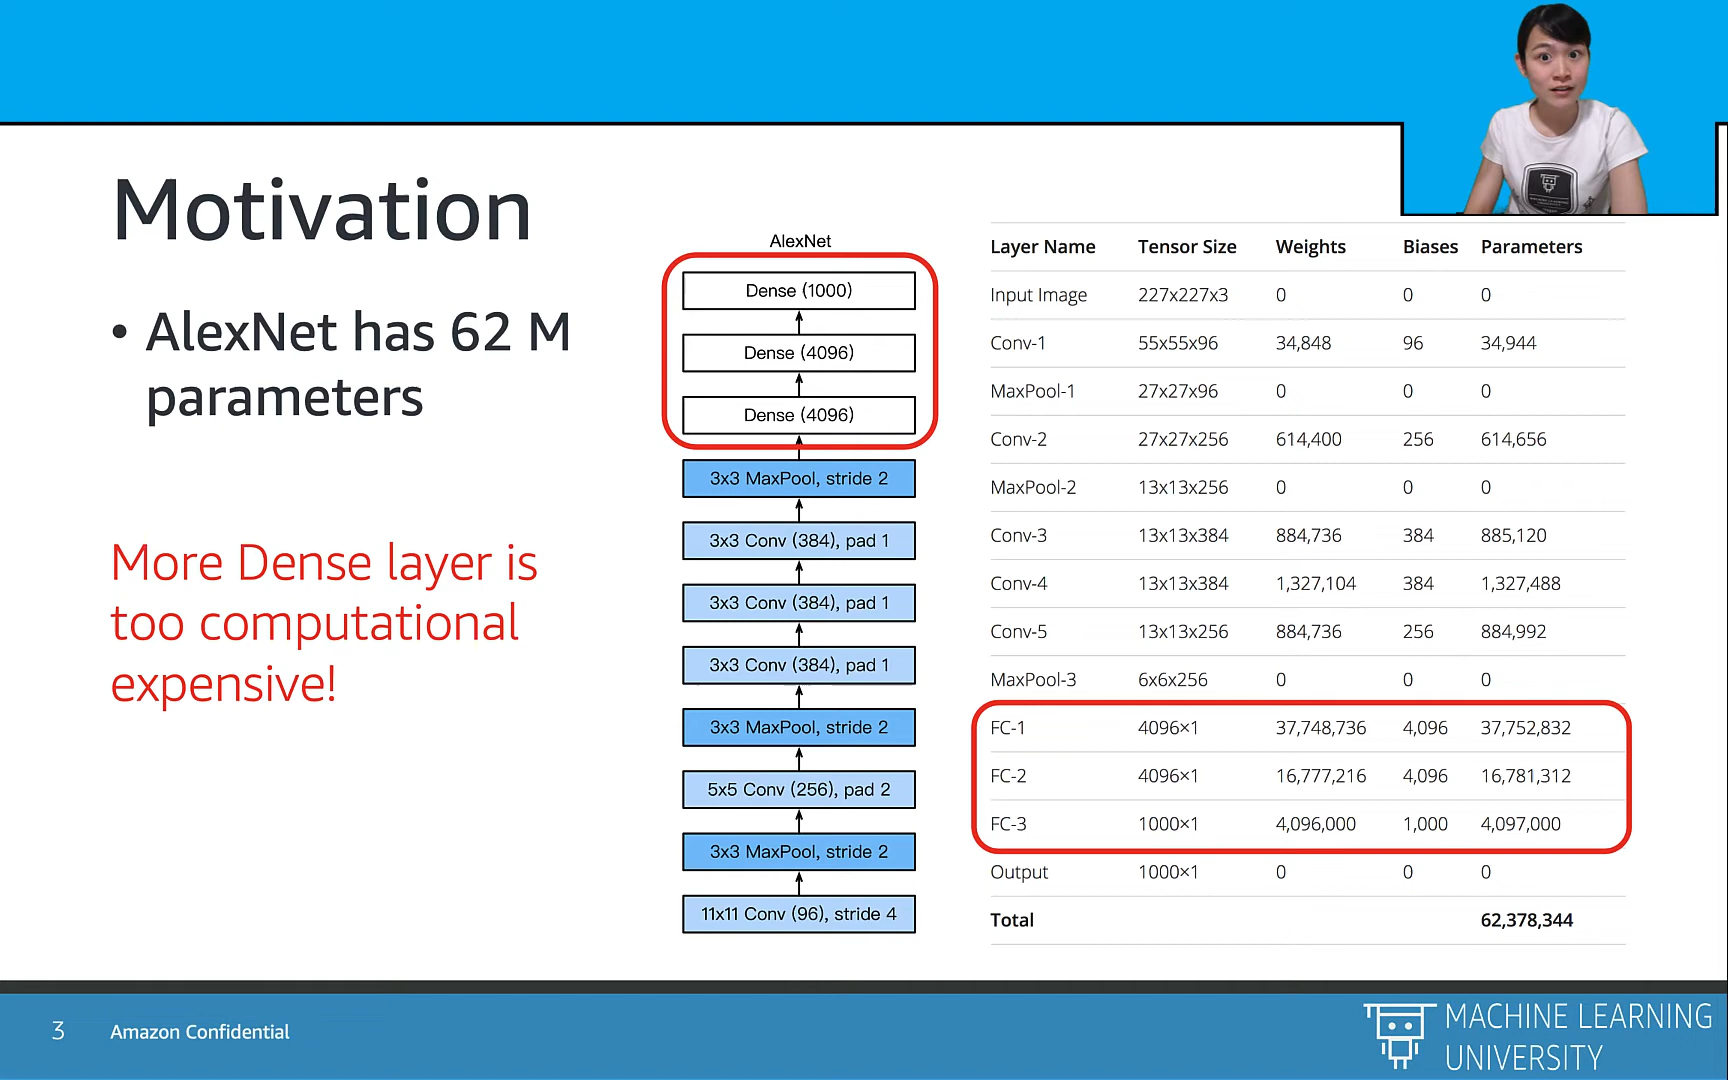 Motivation
• AlexNet has 62 M
parameters
More Dense layer is
too computational
expensive!
AlexNet
Dense (1000)
Dense (4096)
Dense (4096)
3x3 MaxPool, stride 2
3x3 Conv (384), pad 1
3x3 Conv (384), pad 1
3x3 Conv (384), pad 1
3x3 MaxPool, stride 2
5x5 Conv (256), pad 2
3x3 MaxPool, stride 2
11x11 Conv (96), stride 4
Layer Name Tensor Size Weights Biases Parameters
Input Image 227x227x3 0 0 0
Conv-1 55x55x96 34,848 96 34,944
MaxPool-1 27x27x96 0 0 0
Conv-2 27x27x256 614,400 256 614,656
MaxPool-2 13x13x256 0 0 0
Conv-3 13x13x384 884,736 384 885,120
Conv-4 13x13x384 1,327,104 384 1,327,488
Conv-5 13x13x256 884,736 256 884,992
MaxPool-3 6x6x256 0 0 0
FC-1 4096×1 37,748,736 4,096 37,752,832
FC-2 4096×1 16,777,216 4,096 16,781,312
FC-3 1000×1 4,096,000 1,000 4,097,000
Output 1000×1 0 0 0
Total 62,378,344
3 Amazon Confidential
MACHINE LEARNING
UNIVERSITY